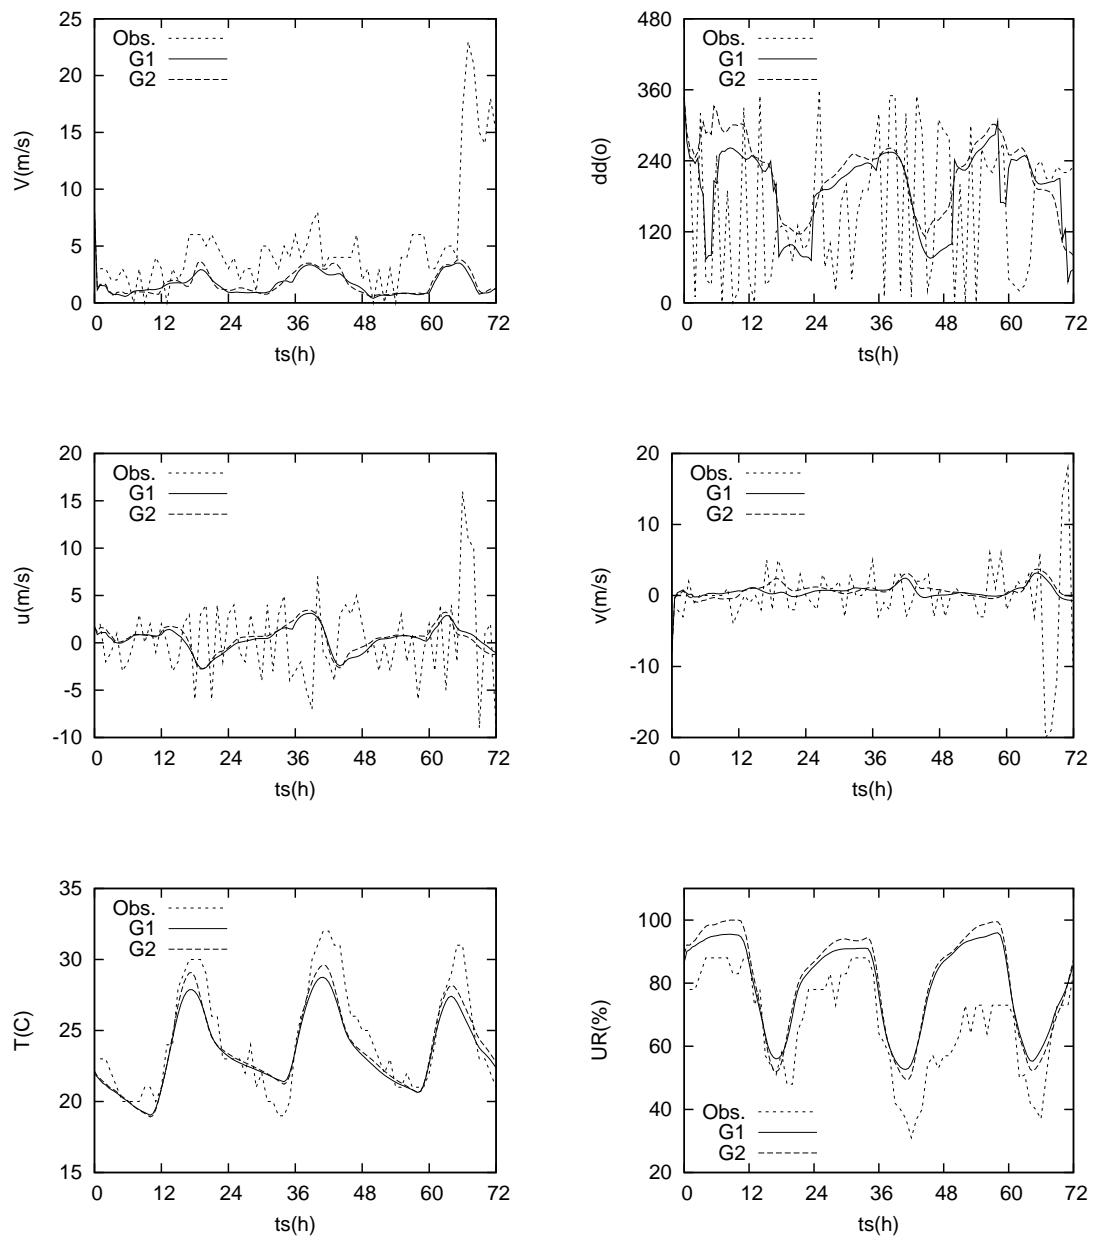 25
20
15
10
5
0
V(m/s)
Obs.
G1
G2
0 12 24 36 48 60 72
ts(h)
480
360
240
120
0
dd(o)
Obs.
G1
G2
0 12 24 36 48 60 72
ts(h)
20
15
10
5
0
-5
-10
u(m/s)
Obs.
G1
G2
0 12 24 36 48 60 72
ts(h)
20
10
0
-10
-20
v(m/s)
Obs.
G1
G2
0 12 24 36 48 60 72
ts(h)
35
30
25
20
15
T(C)
Obs.
G1
G2
0 12 24 36 48 60 72
ts(h)
100
80
60
40
20
UR(%)
Obs.
G1
G2
0 12 24 36 48 60 72
ts(h)